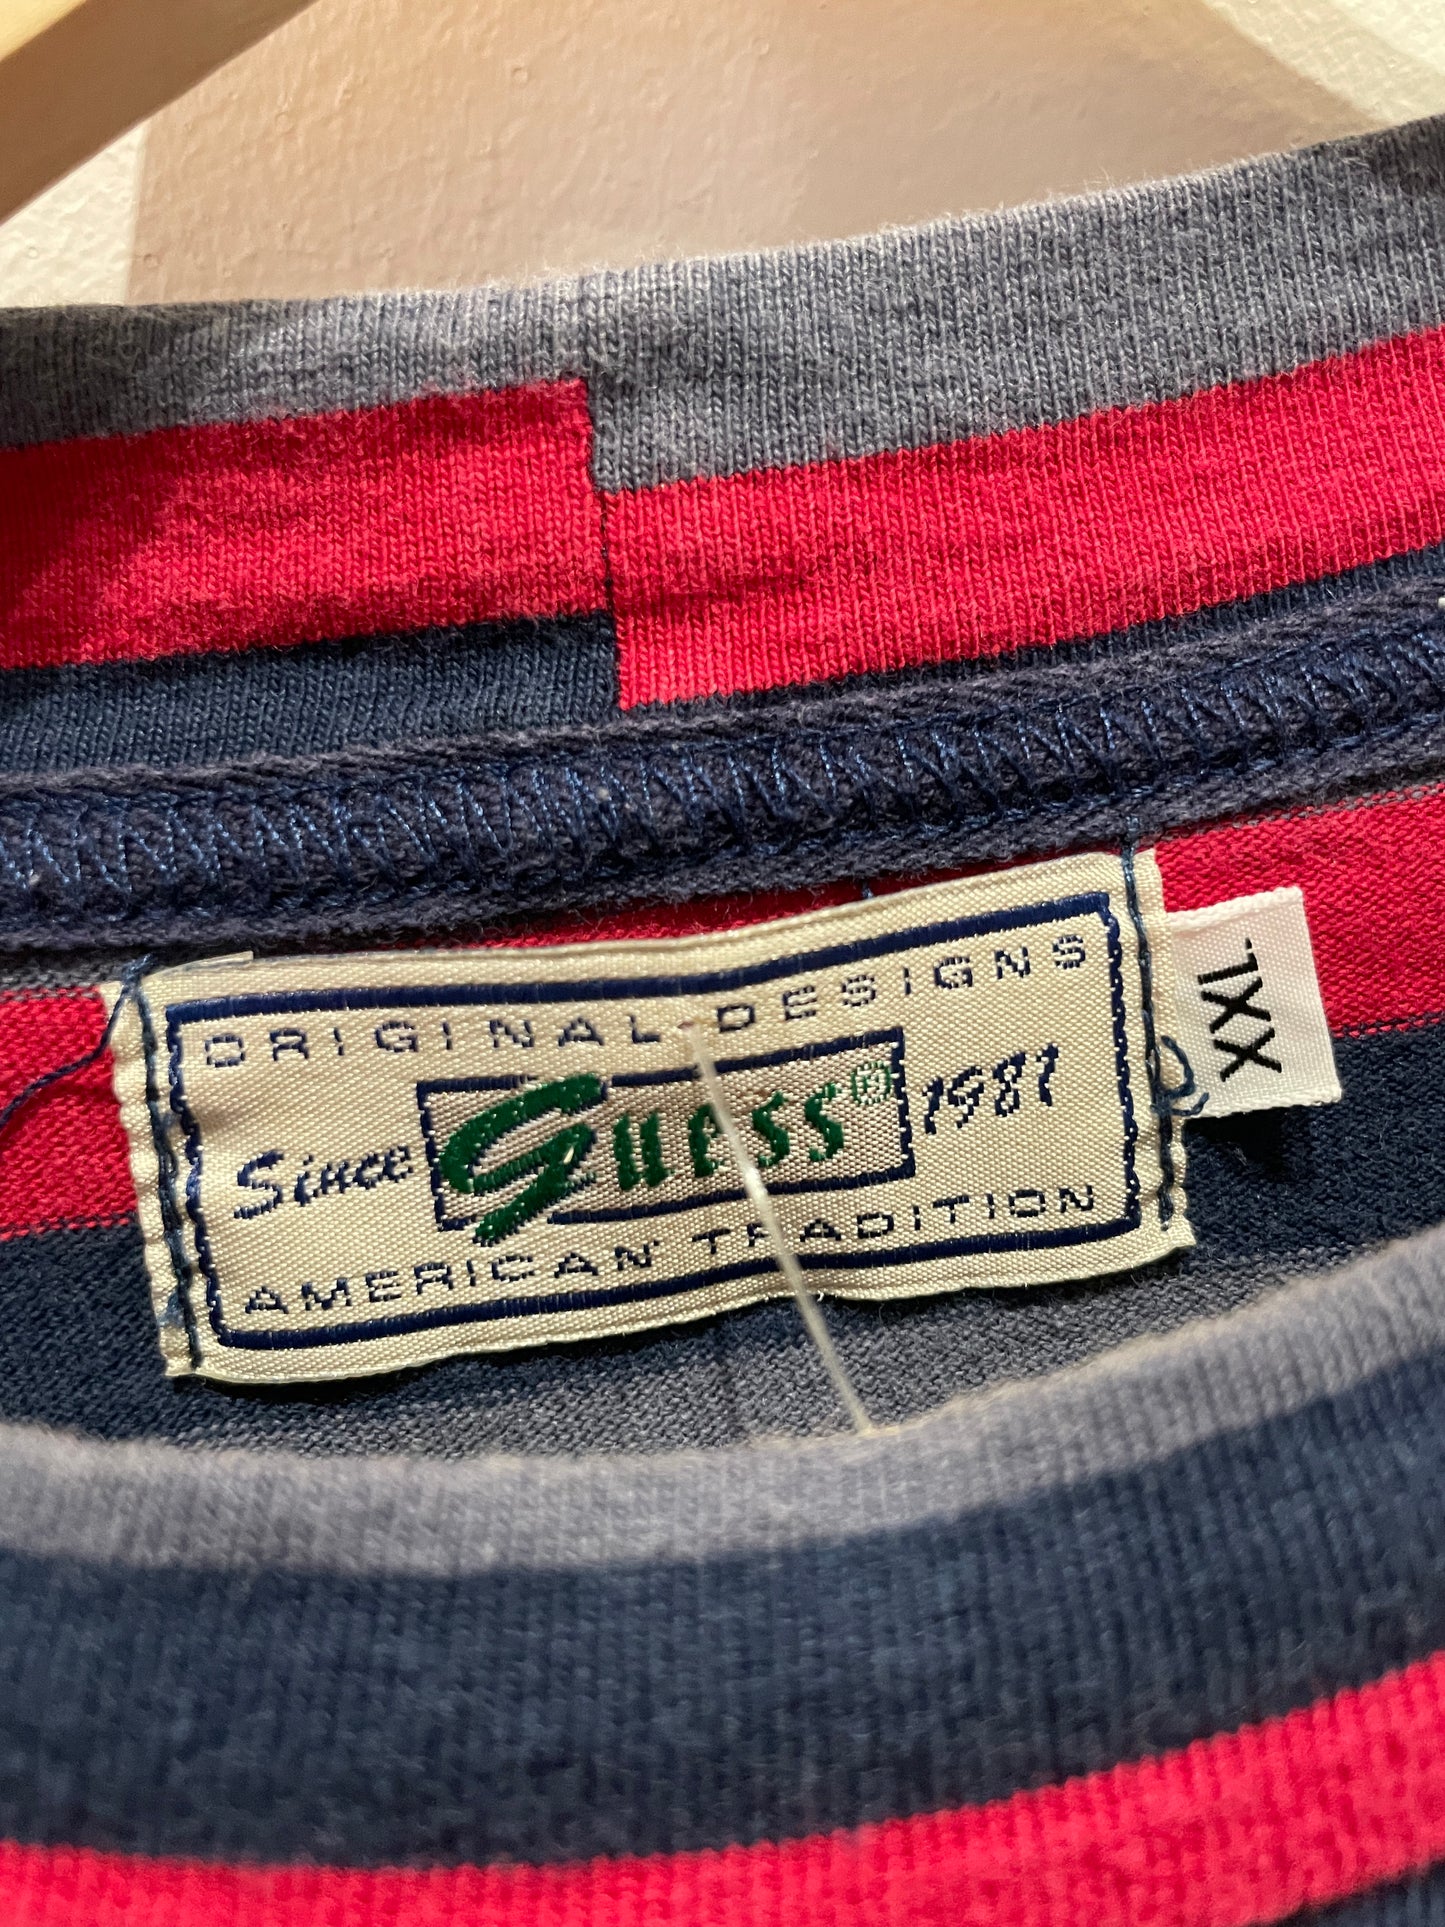 ORIGINAL DESIGNS
Since Guess® 1981
AMERICAN TRADITION
XXL